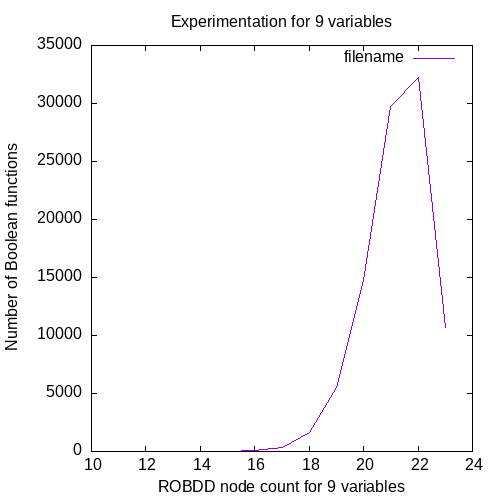 Experimentation for 9 variables
filename
35000
30000
25000
20000
15000
10000
5000
0
Number of Boolean functions
10 12 14 16 18 20 22 24
ROBDD node count for 9 variables